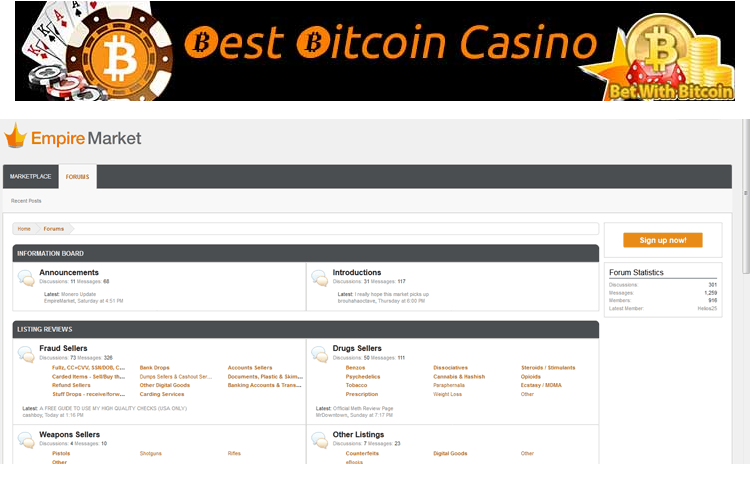 Best Bitcoin Casino
Bet With Bitcoin
Empire Market
MARKETPLACE FORUMS
Recent Posts
Home Forums
Sign up now!
INFORMATION BOARD
Announcements
Discussions: 11 Messages: 68
Latest: Monero Update
EmpireMarket, Saturday at 4:51 PM
Introductions
Discussions: 31 Messages: 117
Latest: I really hope this market picks up
brouhahaoclave, Thursday at 6:00 PM
Forum Statistics
Discussions: 301
Messages: 1,259
Members: 916
Latest Member: Helios25
LISTING REVIEWS
Fraud Sellers
Discussions: 73 Messages: 326
Fullz, CC+CVV, SSN/DOB, C... Bank Drops Accounts Sellers
Carded Items - Sell/Buy th... Dumps Sellers & Cashout Ser... Documents, Plastic & Skim...
Refund Sellers Other Digital Goods Banking Accounts & Trans...
Stuff Drops - receive/forw... Carding Services
Latest: A FREE GUIDE TO USE MY HIGH QUALITY CHECKS (USA ONLY)
cashboy, Today at 1:16 PM
Drugs Sellers
Discussions: 50 Messages: 111
Benzos Dissociatives Steroids / Stimulants
Psychedelics Cannabis & Hashish Opioids
Tobacco Paraphernalia Ecstasy / MDMA
Prescription Weight Loss Other
Latest: Official Meth Review Page
MrDowntown, Sunday at 7:17 PM
Weapons Sellers
Discussions: 4 Messages: 10
Pistols Shotguns Rifles
Other
Other Listings
Discussions: 7 Messages: 23
Counterfeits Digital Goods Other
eBooks